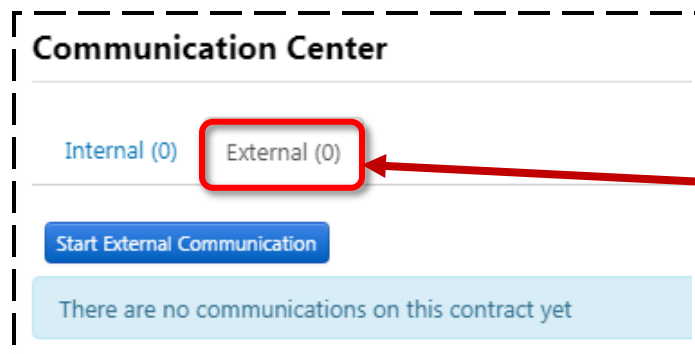 Communication Center
Internal (0) External (0)
Start External Communication
There are no communications on this contract yet